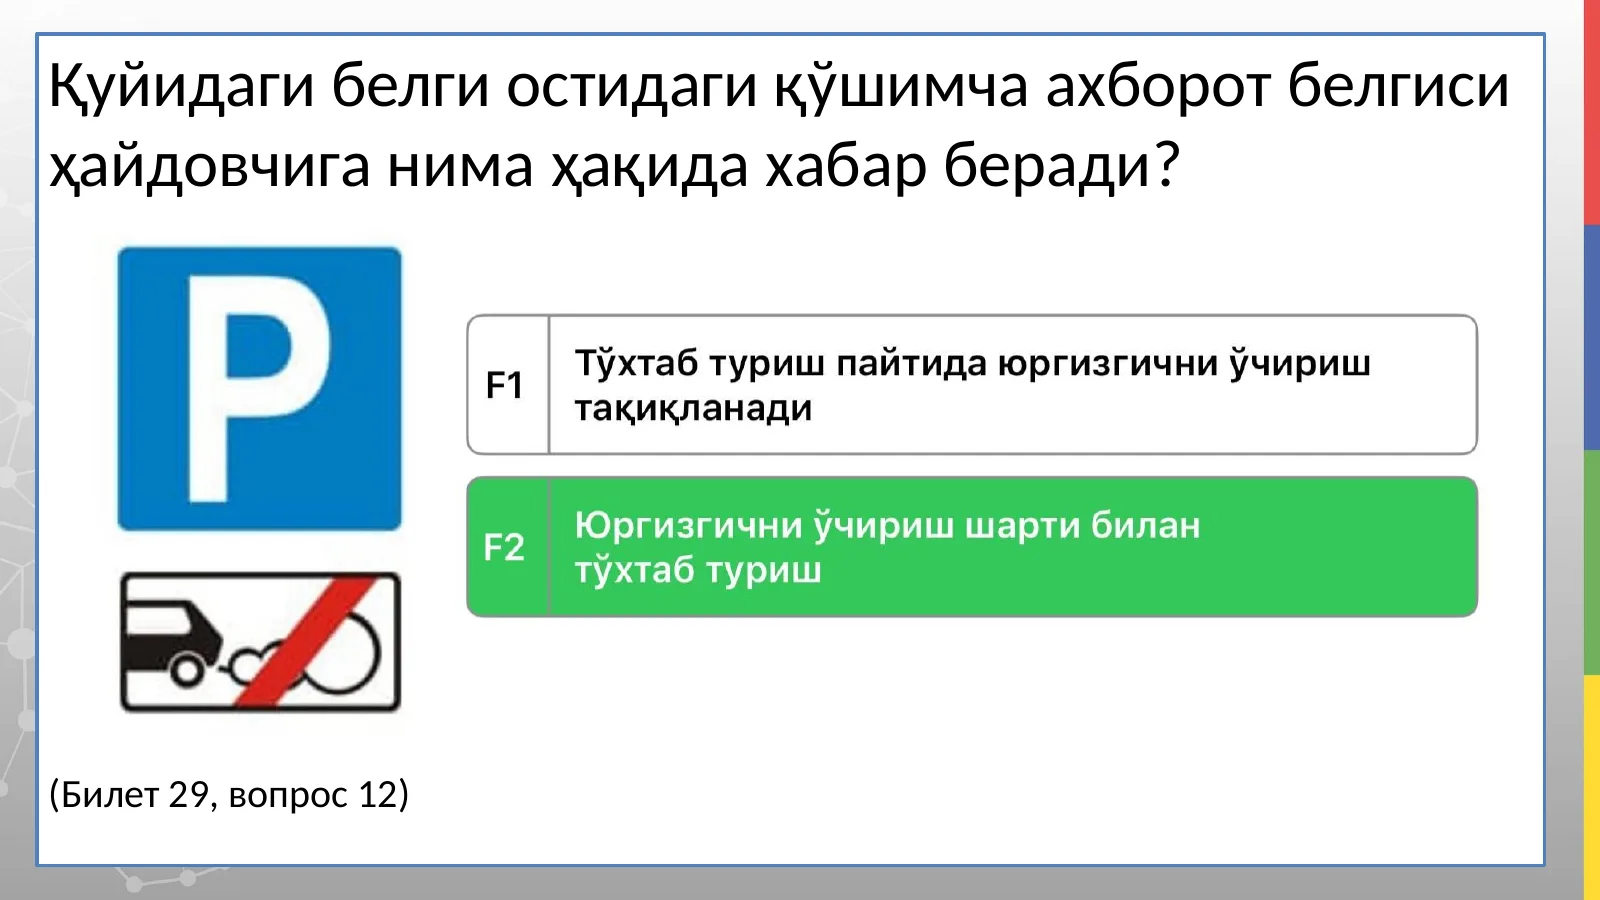 Қуйидаги белги остидаги қўшимча ахборот белгиси
ҳайдовчига нима ҳақида хабар беради?
P
F1
Тўхтаб туриш пайтида юргизгични ўчириш
тақиқланади
F2
Юргизгични ўчириш шарти билан
тўхтаб туриш
(Билет 29, вопрос 12)